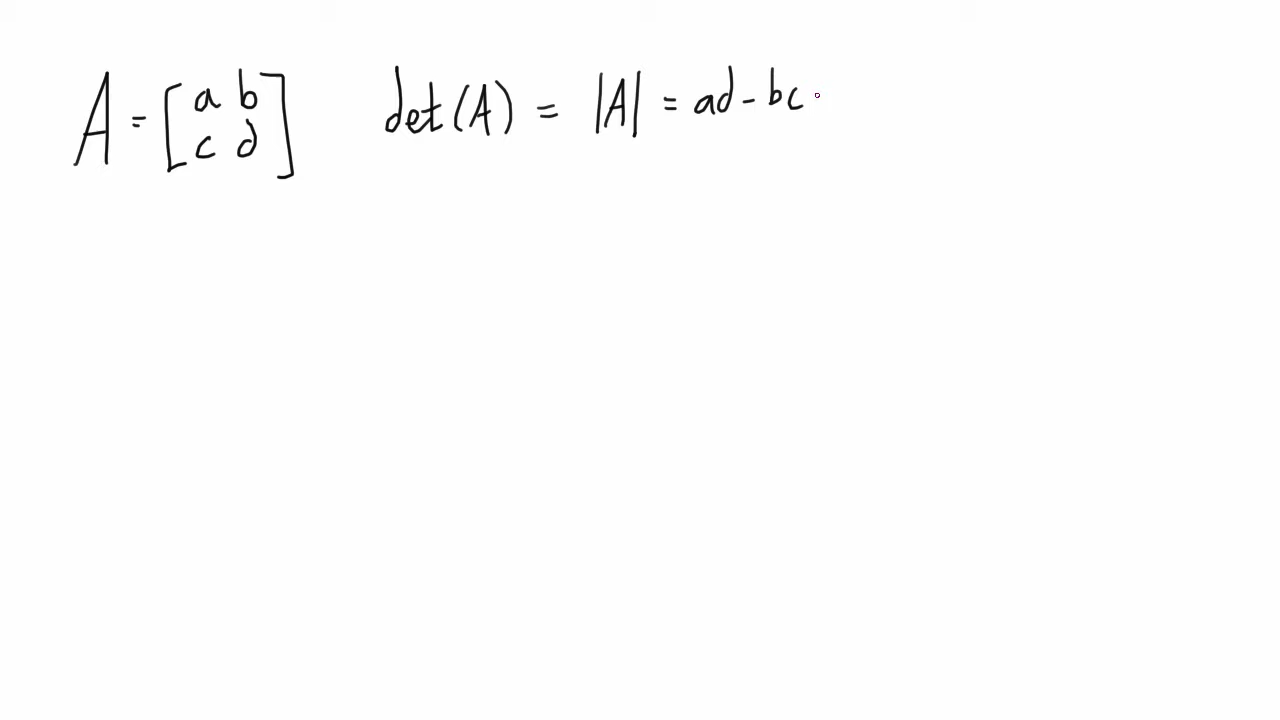 A = [a b
c d] det(A) = |A| = ad - bc